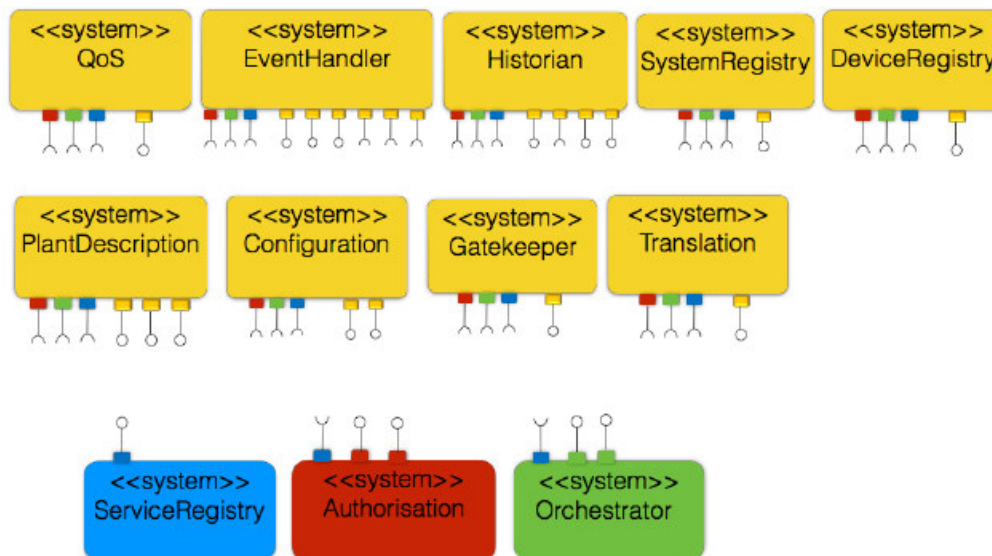 <<system>>
QoS
<<system>>
EventHandler
<<system>>
Historian
<<system>>
SystemRegistry
<<system>>
DeviceRegistry
<<system>>
PlantDescription
<<system>>
Configuration
<<system>>
Gatekeeper
<<system>>
Translation
<<system>>
ServiceRegistry
<<system>>
Authorisation
<<system>>
Orchestrator